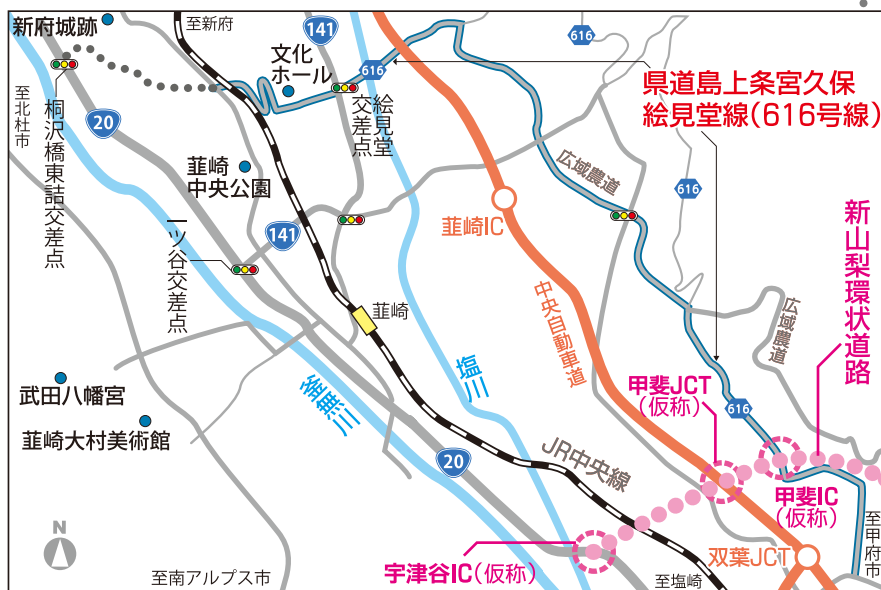 新府城跡
至新府
141
文化
ホール
616
616
県道島上条宮久保
絵見堂線(616号線)
至北杜市
20
桐沢橋東詰交差点
絵見堂
交差点
韮崎
中央公園
広域農道
616
141
一ツ谷交差点
韮崎IC
新山梨環状道路
韮崎
中央自動車道
広域農道
武田八幡宮
釜無川
塩川
甲斐JCT
(仮称)
616
韮崎大村美術館
20
JR中央線
甲斐IC
(仮称)
至甲府市
N
至南アルプス市
宇津谷IC(仮称)
至塩崎
双葉JCT